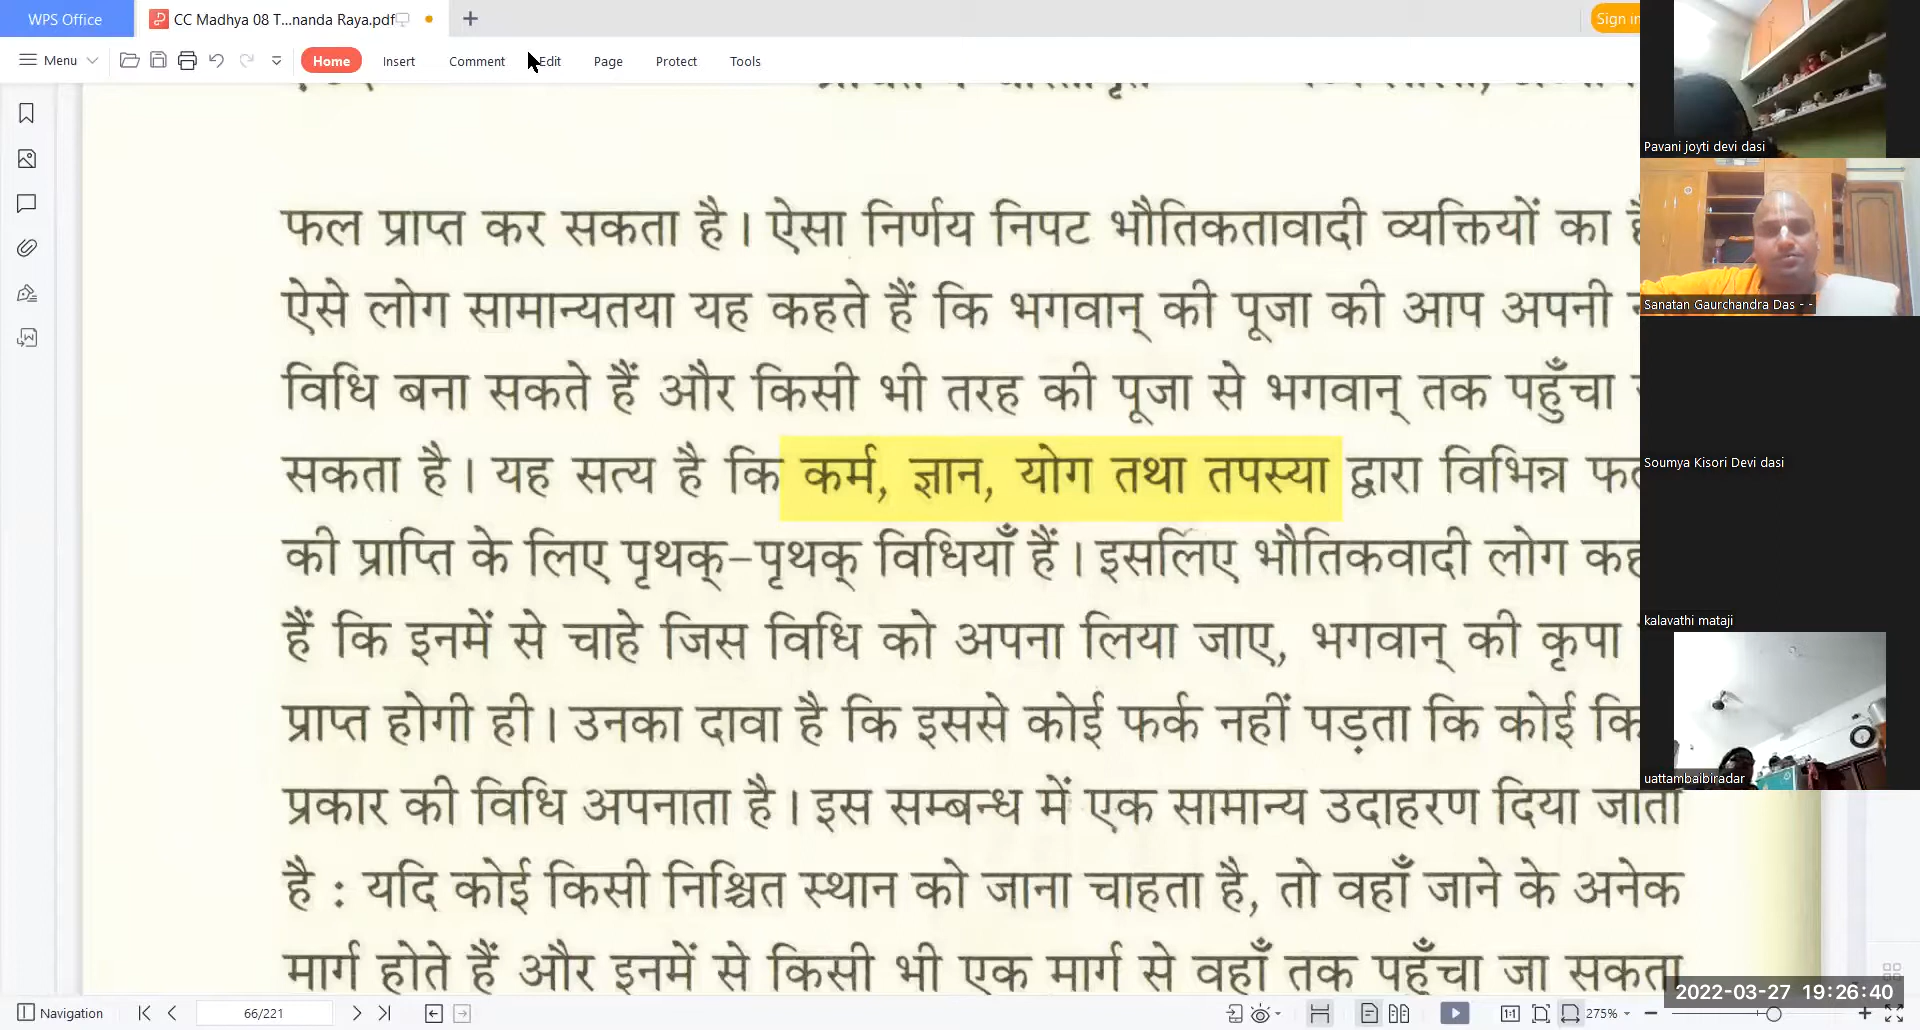 WPS Office
CC Madhya 08 T...nanda Raya.pdf
Sign in
Menu
Home Insert Comment Edit Page Protect Tools
फल प्राप्त कर सकता है। ऐसा निर्णय निपट भौतिकतावादी व्यक्तियों का
ऐसे लोग सामान्यतया यह कहते हैं कि भगवान् की पूजा की आप अपनी
विधि बना सकते हैं और किसी भी तरह की पूजा से भगवान् तक पहुँचा
सकता है। यह सत्य है कि कर्म, ज्ञान, योग तथा तपस्या द्वारा विभिन्न
की प्राप्ति के लिए पृथक्-पृथक् विधियाँ हैं। इसलिए भौतिकवादी लोग
हैं कि इनमें से चाहे जिस विधि को अपना लिया जाए, भगवान् की कृपा
प्राप्त होगी ही। उनका दावा है कि इससे कोई फर्क नहीं पड़ता कि कोई
प्रकार की विधि अपनाता है। इस सम्बन्ध में एक सामान्य उदाहरण दिया जाता
है : यदि कोई किसी निश्चित स्थान को जाना चाहता है, तो वहाँ जाने के अनेक
मार्ग होते हैं और इनमें से किसी भी एक मार्ग से वहाँ तक पहुँचा जा सकता
Pavani joyti devi dasi
Sanatan Gaurchandra Das - -
Soumya Kisori Devi dasi
kalavathi mataji
uattambaibiradar
2022-03-27 19:26:40
Navigation
66/221
1:1
275%